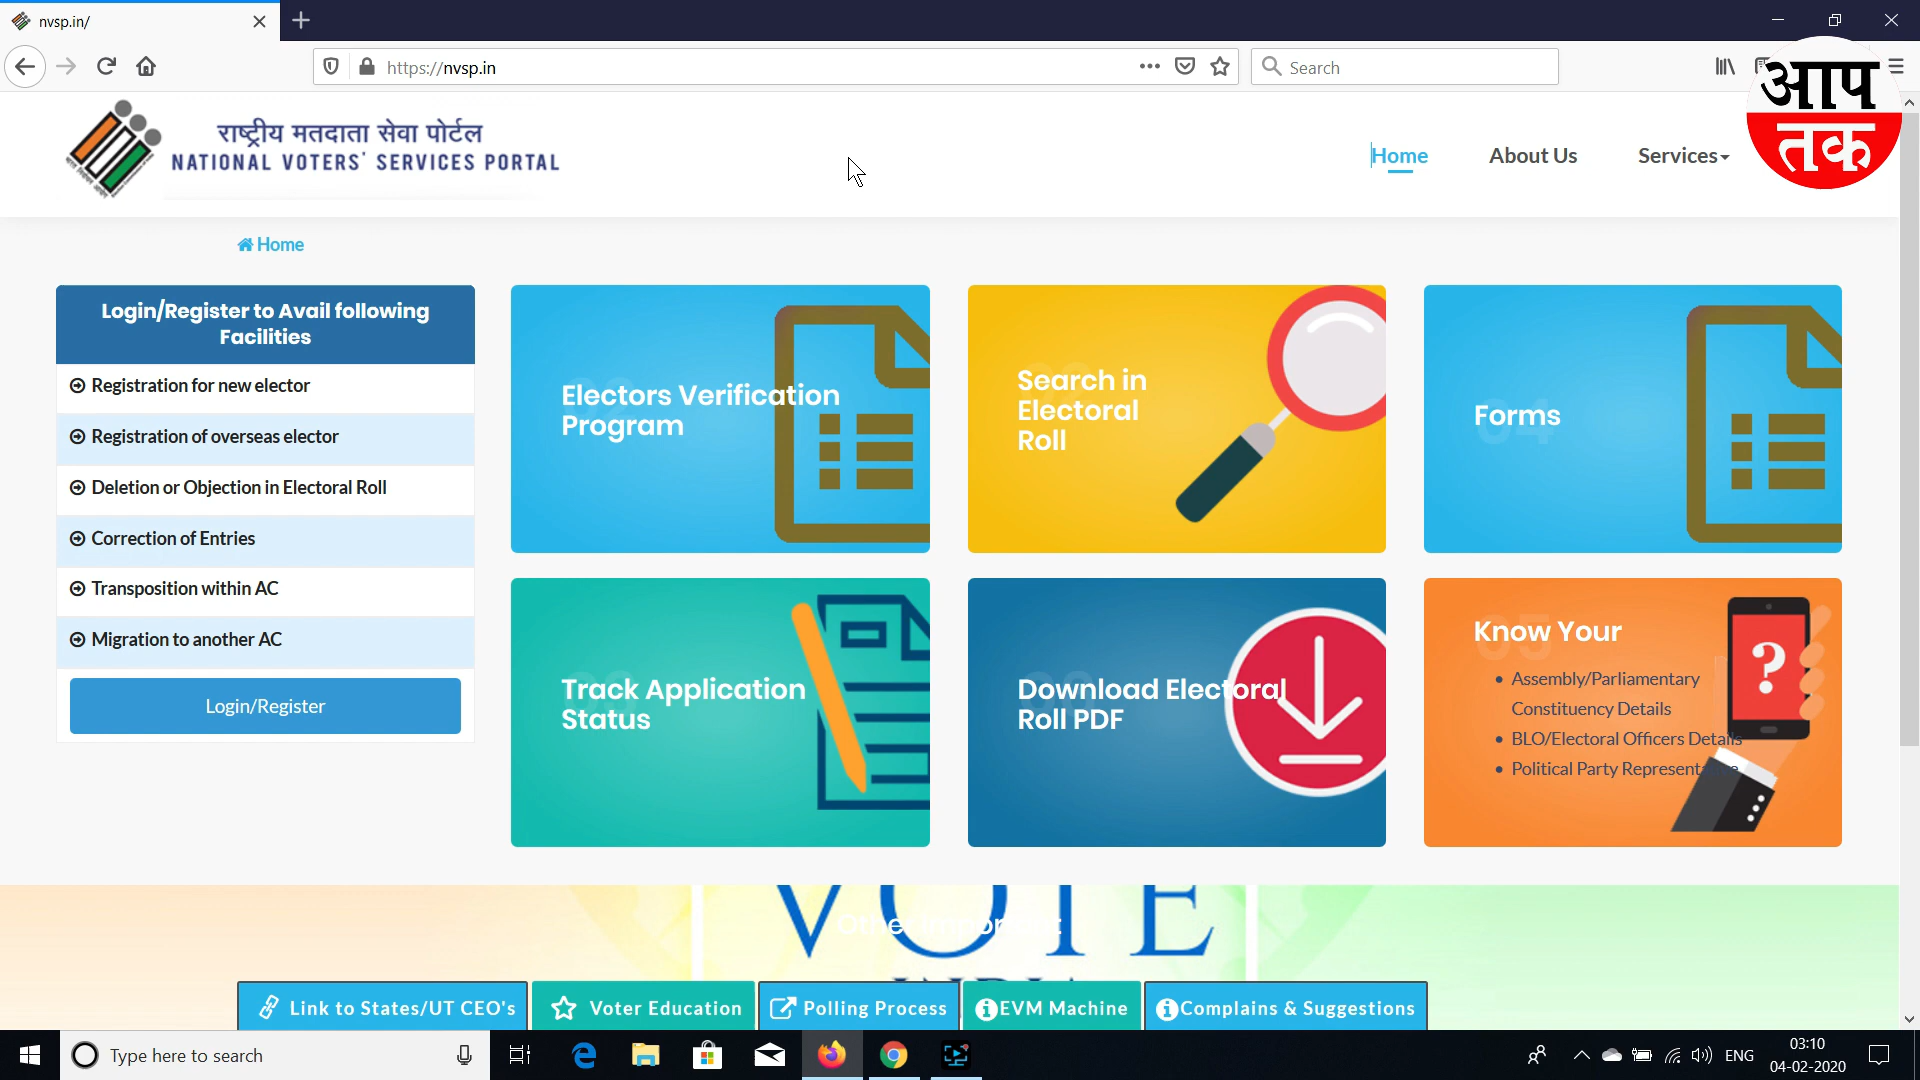 nvsp.in/
https://nvsp.in
Search
आप
तक
राष्ट्रीय मतदाता सेवा पोर्टल
NATIONAL VOTERS' SERVICES PORTAL
Home
About Us
Services
Home
Login/Register to Avail following
Facilities
Registration for new elector
Registration of overseas elector
Deletion or Objection in Electoral Roll
Correction of Entries
Transposition within AC
Migration to another AC
Login/Register
Electors Verification
Program
Search in
Electoral
Roll
04
Forms
Track Application
Status
Download Electoral
Roll PDF
05
Know Your
Assembly/Parliamentary
Constituency Details
BLO/Electoral Officers Details
Political Party
?
VOTE
Link to States/UT CEO's
Voter Education
Polling Process
EVM Machine
Complains & Suggestions
Type here to search
ENG
03:10
04-02-2020